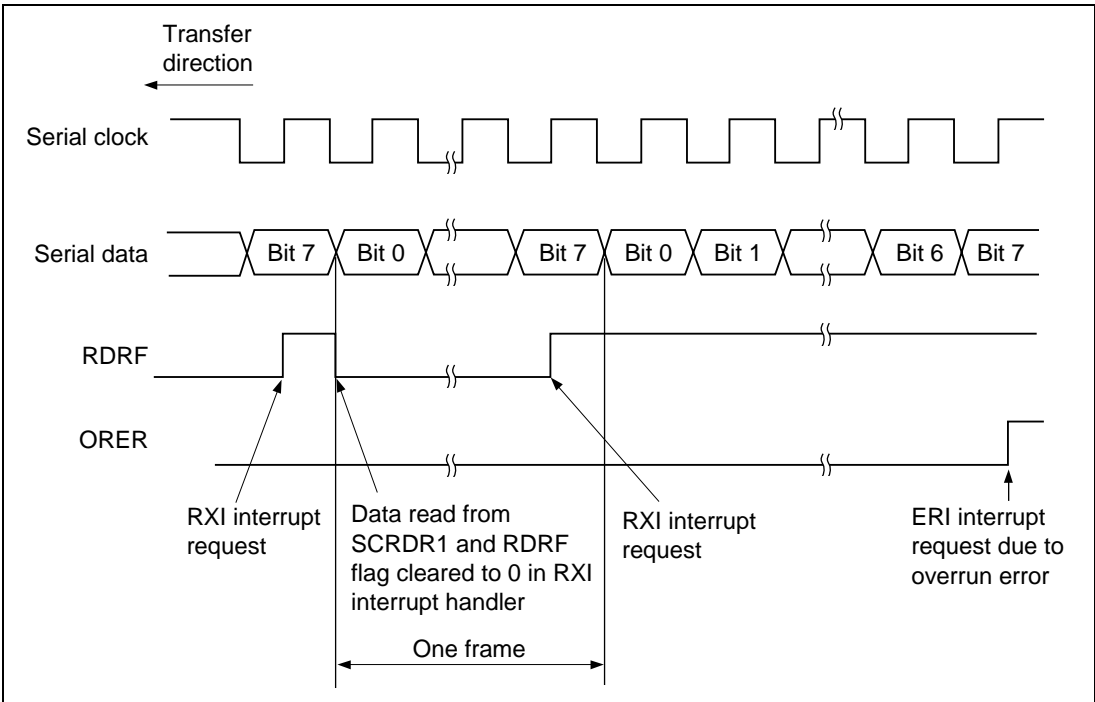 Transfer
direction
Serial clock
Serial data
Bit 7 Bit 0 Bit 7 Bit 0 Bit 1 Bit 6 Bit 7
RDRF
ORER
RXI interrupt
request
Data read from
SCRDR1 and RDRF
flag cleared to 0 in RXI
interrupt handler
RXI interrupt
request
ERI interrupt
request due to
overrun error
One frame